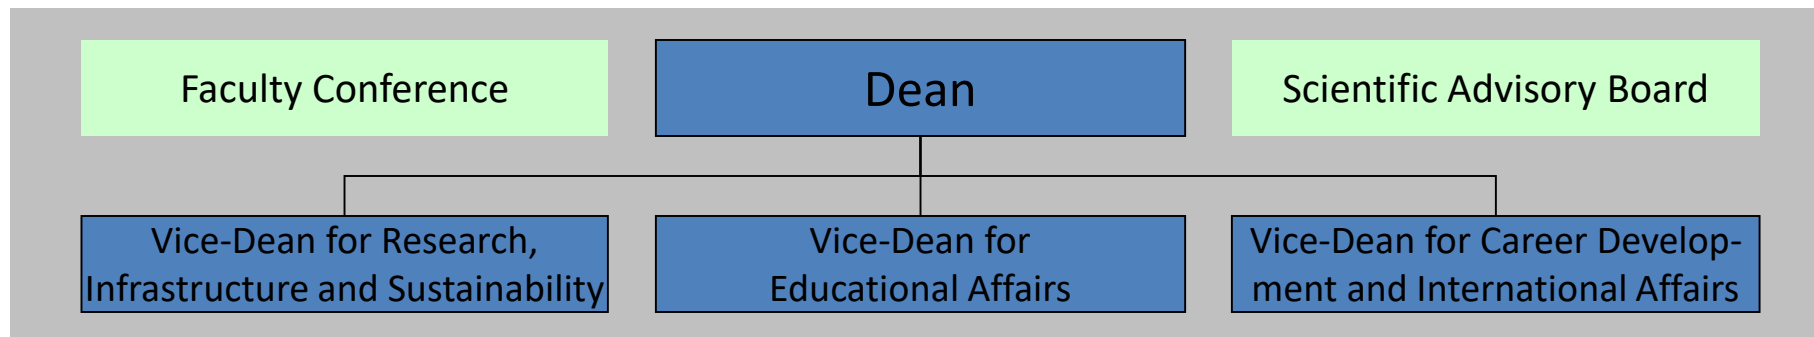 Faculty Conference
Dean
Scientific Advisory Board
Vice-Dean for Research,
Infrastructure and Sustainability
Vice-Dean for
Educational Affairs
Vice-Dean for Career Develop-
ment and International Affairs